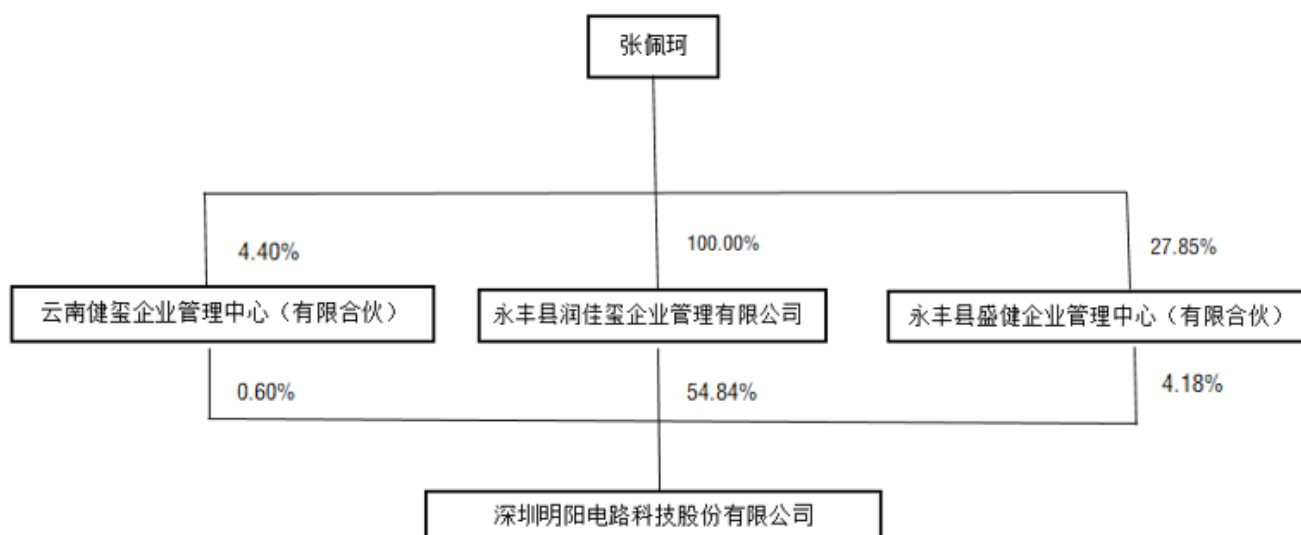 张佩珂
4.40%
100.00%
27.85%
云南健玺企业管理中心（有限合伙）
永丰县润佳玺企业管理有限公司
永丰县盛健企业管理中心（有限合伙）
0.60%
54.84%
4.18%
深圳明阳电路科技股份有限公司